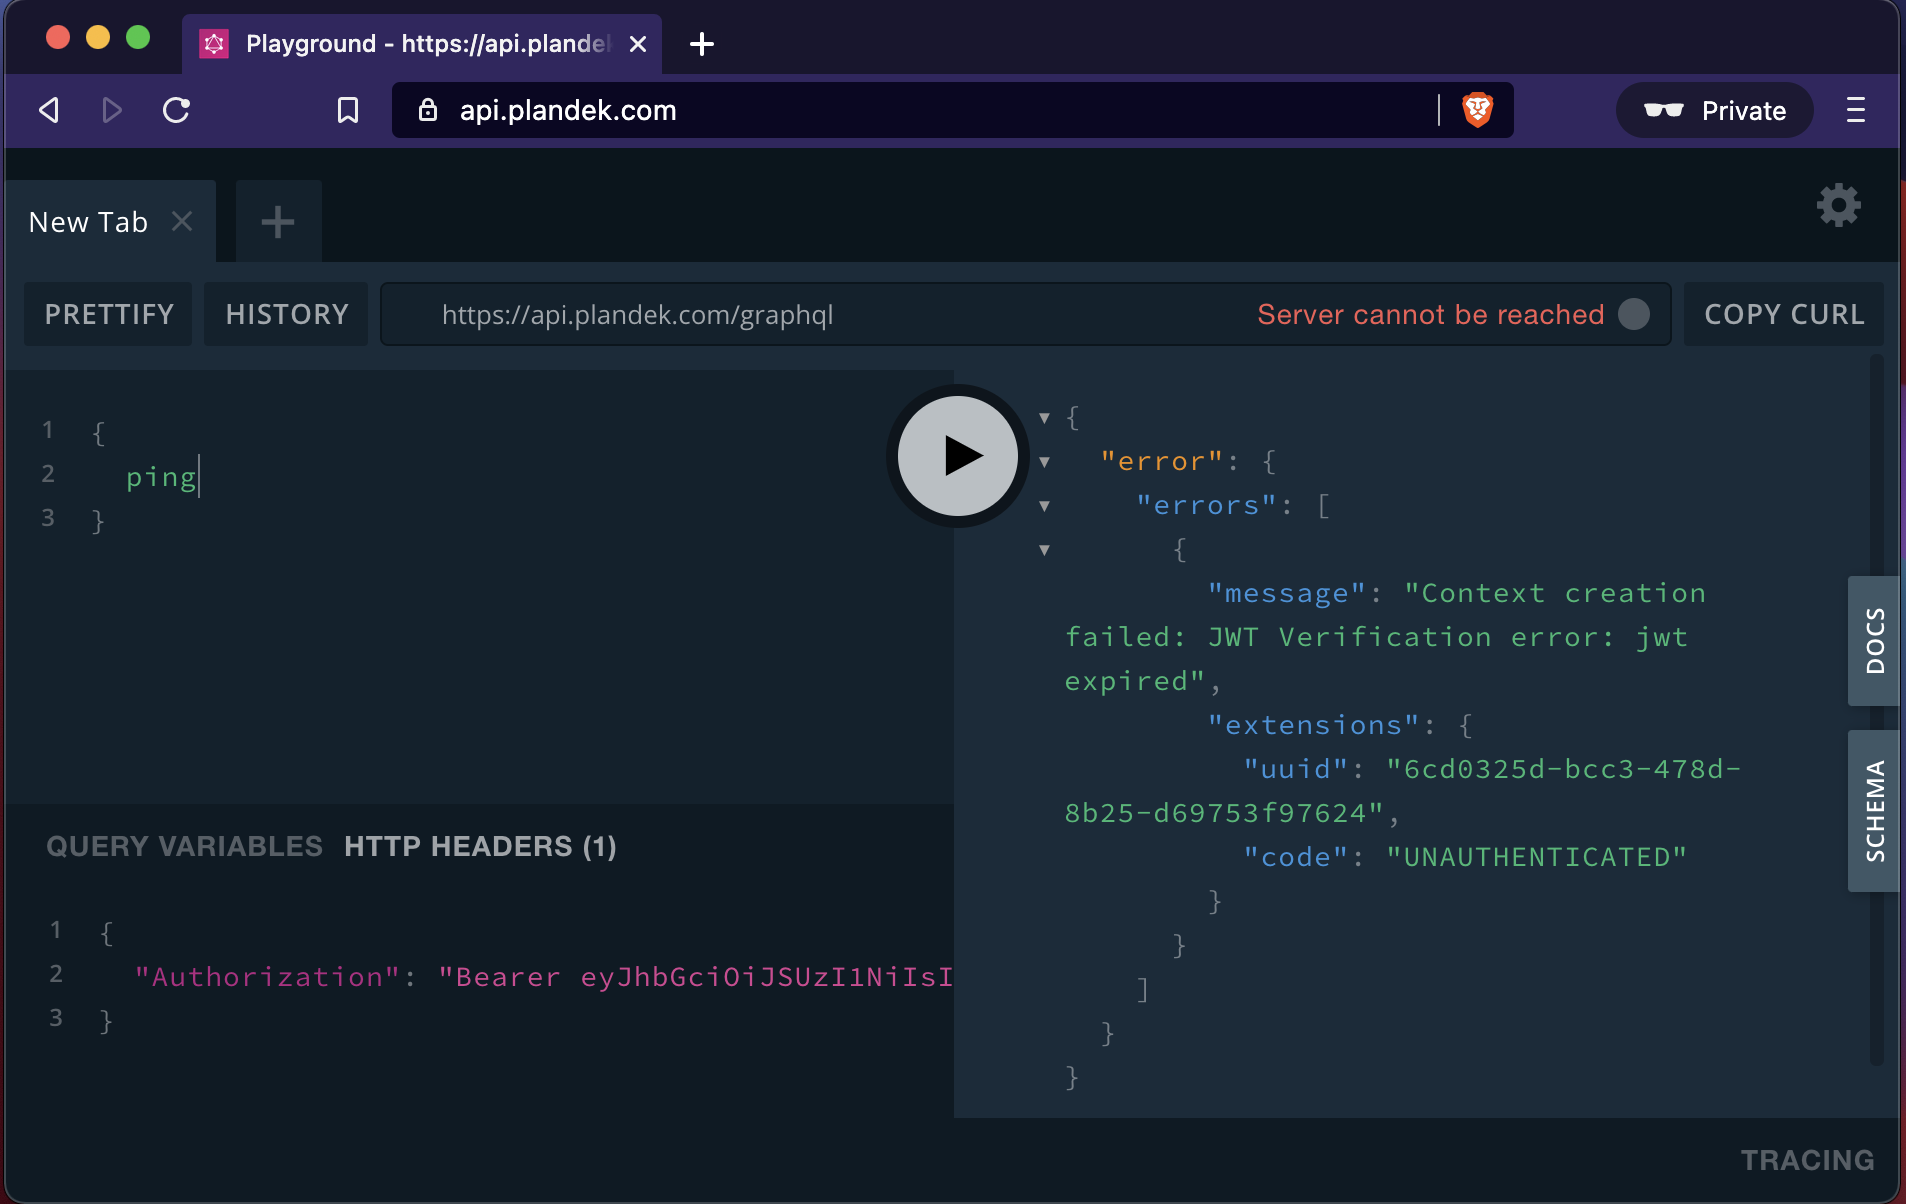 Playground - https://api.plandek
api.plandek.com
Private
New Tab
PRETTIFY
HISTORY
https://api.plandek.com/graphql
Server cannot be reached
COPY CURL
1 {
2 ping
3 }
{
"error": {
"errors": [
{
"message": "Context creation
failed: JWT Verification error: jwt
expired",
"extensions": {
"uuid": "6cd0325d-bcc3-478d-
8b25-d69753f97624",
"code": "UNAUTHENTICATED"
}
}
]
}
}
DOCS
SCHEMA
QUERY VARIABLES HTTP HEADERS (1)
1 {
2 "Authorization": "Bearer eyJhbGciOiJSUzI1NiIsI
3 }
TRACING